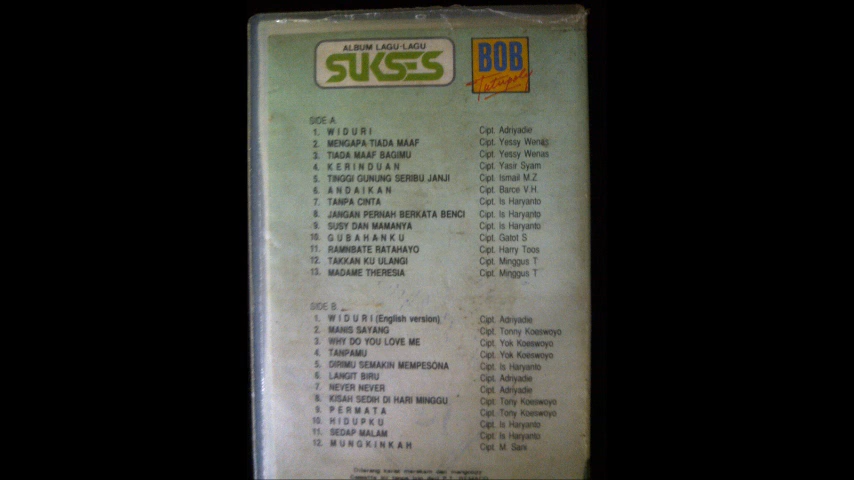 ALBUM LAGU-LAGU
SUKSES
BOB
Tutupoly
SIDE A
1. WIDURI Cipt. Adriyadie
2. MENGAPA TIADA MAAF Cipt. Yessy Wenas
3. TIADA MAAF BAGIMU Cipt. Yessy Wenas
4. KERINDUAN Cipt. Yasir Syam
5. TINGGI GUNUNG SERIBU JANJI Cipt. Ismail M.Z.
6. ANDAIKAN Cipt. Barce V.H.
7. TANPA CINTA Cipt. Is Haryanto
8. JANGAN PERNAH BERKATA BENCI Cipt. Is Haryanto
9. SUSY DAN MAMANYA Cipt. Is Haryanto
10. GUBAHANKU Cipt. Gatot S
11. RAMNBATE RATAHAYO Cipt. Harry Toos
12. TAKKAN KU ULANGI Cipt. Minggus T
13. MADAME THERESIA Cipt. Minggus T
SIDE B
1. WIDURI (English version) Cipt. Adriyadie
2. MANIS SAYANG Cipt. Tonny Koeswoyo
3. WHY DO YOU LOVE ME Cipt. Yok Koeswoyo
4. TANPAMU Cipt. Yok Koeswoyo
5. DIRIMU SEMAKIN MEMPESONA Cipt. Is Haryanto
6. LANGIT BIRU Cipt. Adriyadie
7. NEVER NEVER Cipt. Adriyadie
8. KISAH SEDIH DI HARI MINGGU Cipt. Tony Koeswoyo
9. PERMATA Cipt. Tony Koeswoyo
10. HIDUPKU Cipt. Is Haryanto
11. SEDAP MALAM Cipt. Is Haryanto
12. MUNGKINKAH Cipt. M. Sani
Dilarang keras merekam dan mengcopy